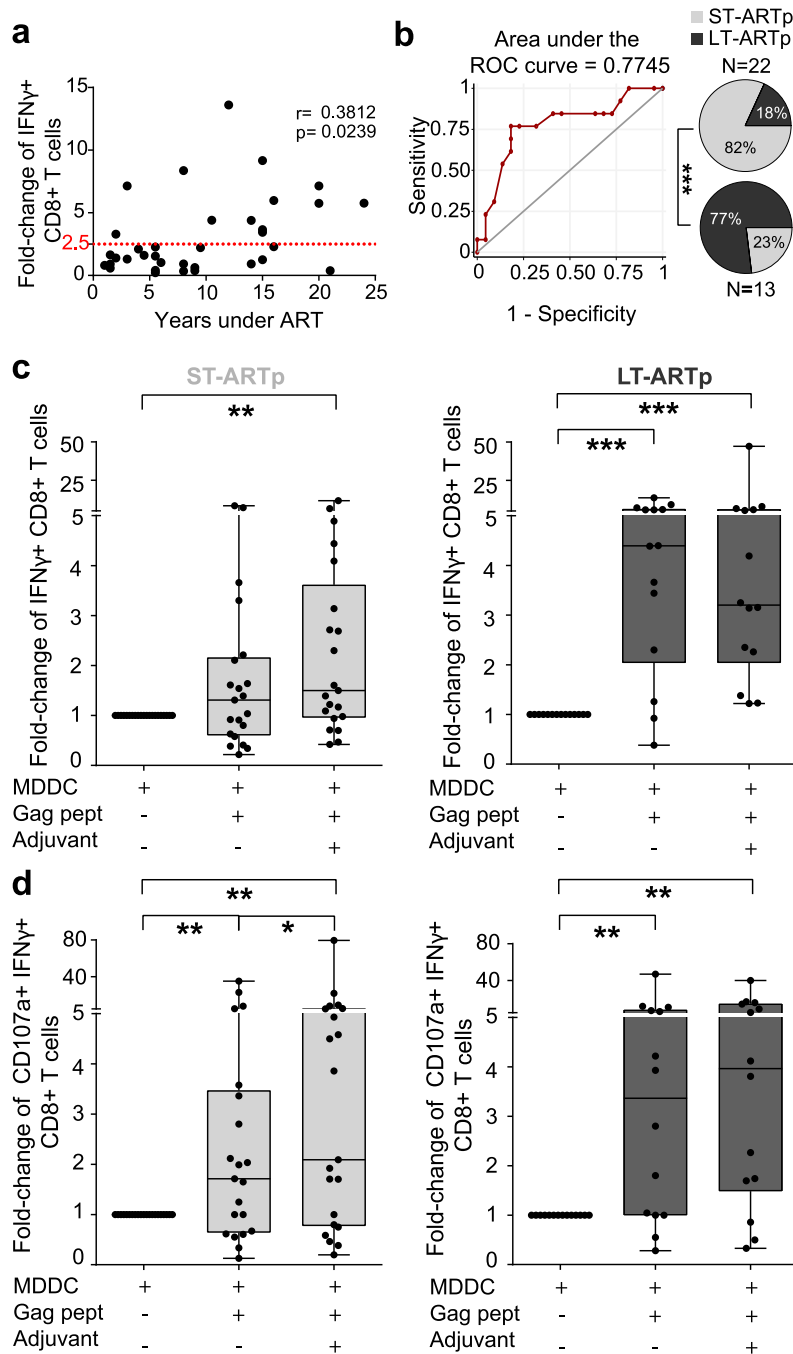 a
Fold-change of IFNγ+
CD8+ T cells
15
10
5
2.5
0
r= 0.3812
p= 0.0239
0
5
10
15
20
25
Years under ART
b
Area under the
ROC curve = 0.7745
Sensitivity
1
0.75
0.50
0.25
0
0
0.25
0.50
0.75
1
1 - Specificity
ST-ARTp
LT-ARTp
N=22
18%
82%
***
77%
23%
N=13
c
ST-ARTp
**
Fold-change of IFNγ+ CD8+ T cells
50
25
5
4
3
2
1
0
MDDC + + +
Gag pept - + +
Adjuvant - - +
LT-ARTp
***
***
Fold-change of IFNγ+ CD8+ T cells
50
25
5
4
3
2
1
0
MDDC + + +
Gag pept - + +
Adjuvant - - +
d
**
**
*
Fold-change of CD107a+ IFNγ+
CD8+ T cells
80
40
5
4
3
2
1
0
MDDC + + +
Gag pept - + +
Adjuvant - - +
**
**
Fold-change of CD107a+ IFNγ+
CD8+ T cells
80
40
5
4
3
2
1
0
MDDC + + +
Gag pept - + +
Adjuvant - - +